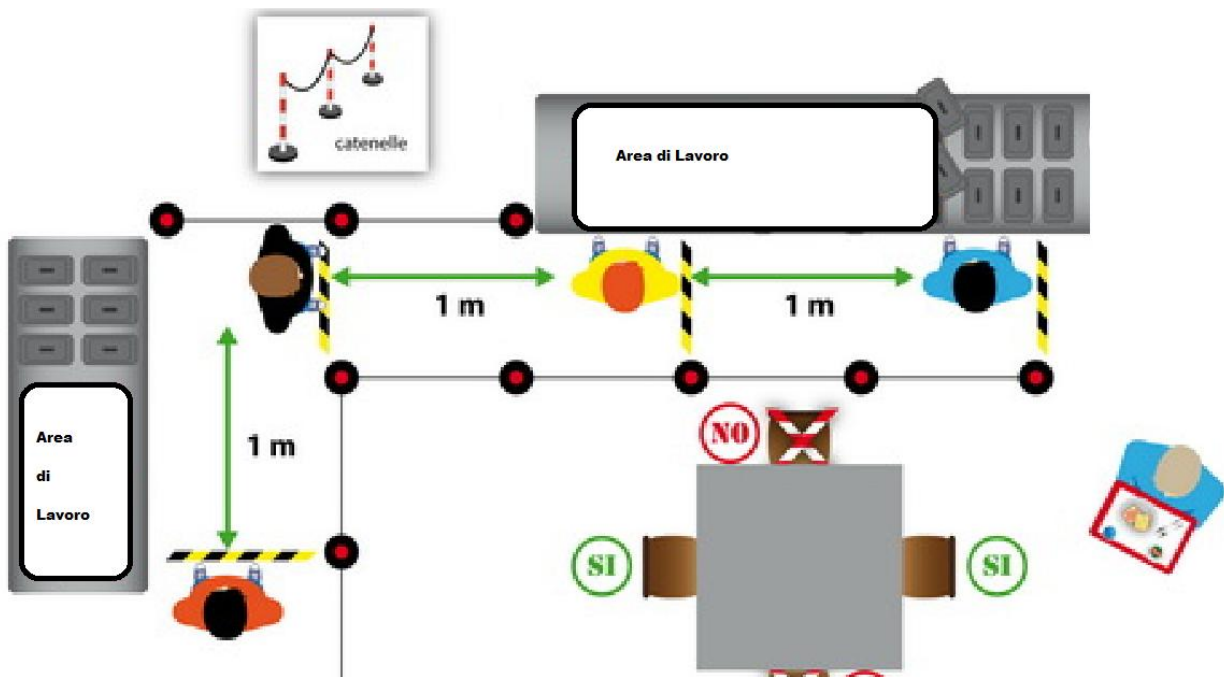 catenelle
Area di Lavoro
1 m
1 m
Area
di
Lavoro
1 m
NO
SI
SI